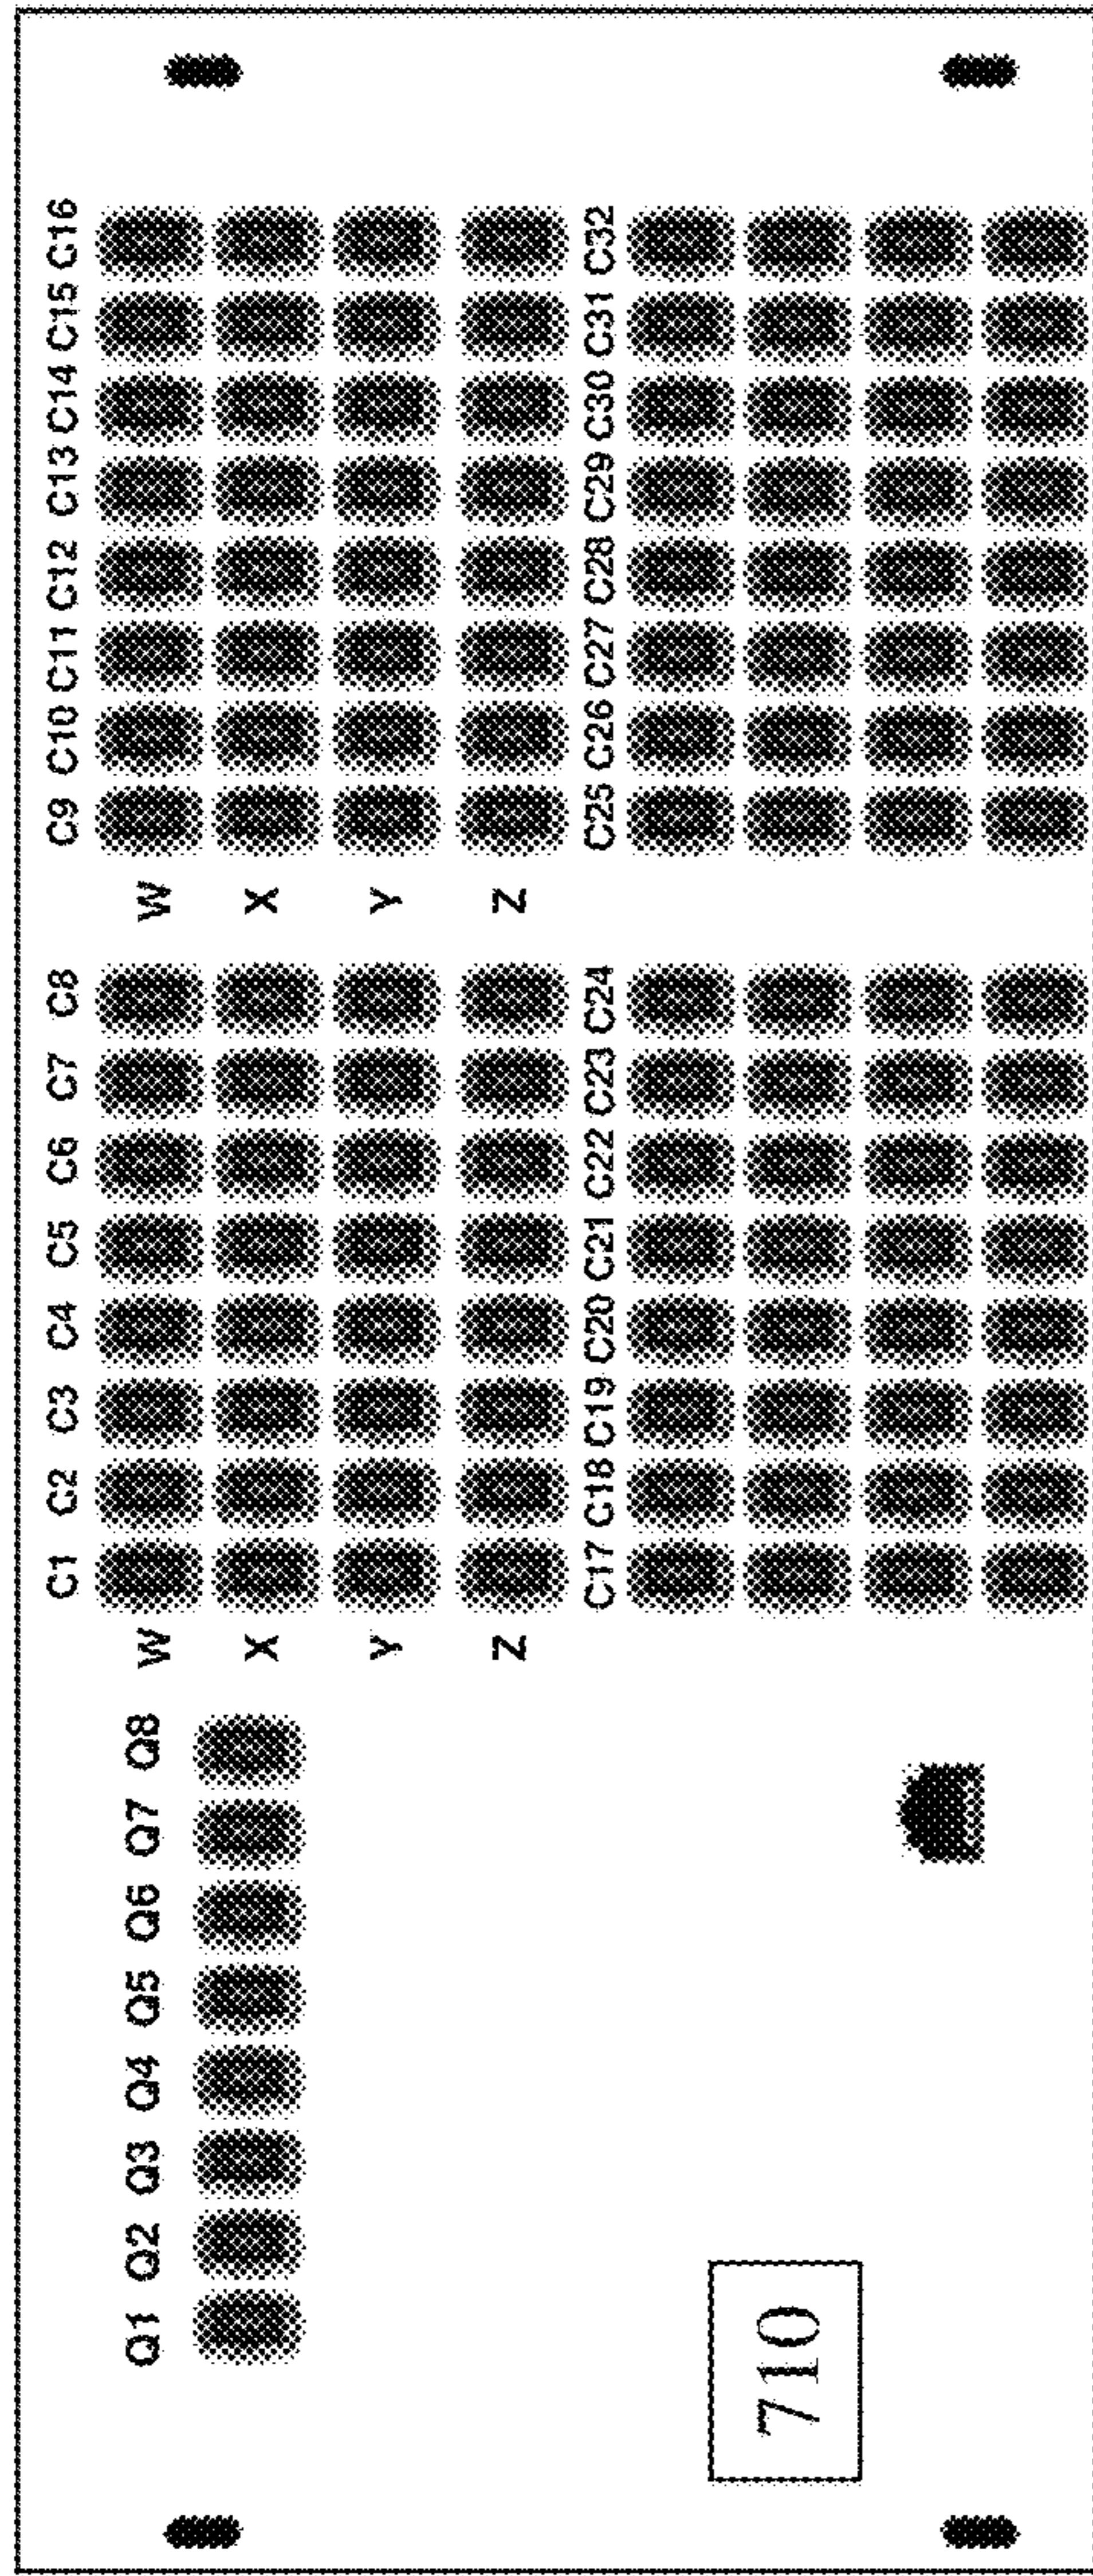 Q1 Q2 Q3 Q4 Q5 Q6 Q7 Q8
C1 C2 C3 C4 C5 C6 C7 C8
C9 C10 C11 C12 C13 C14 C15 C16
W W
X X
Y Y
Z Z
C17 C18 C19 C20 C21 C22 C23 C24
C25 C26 C27 C28 C29 C30 C31 C32
710